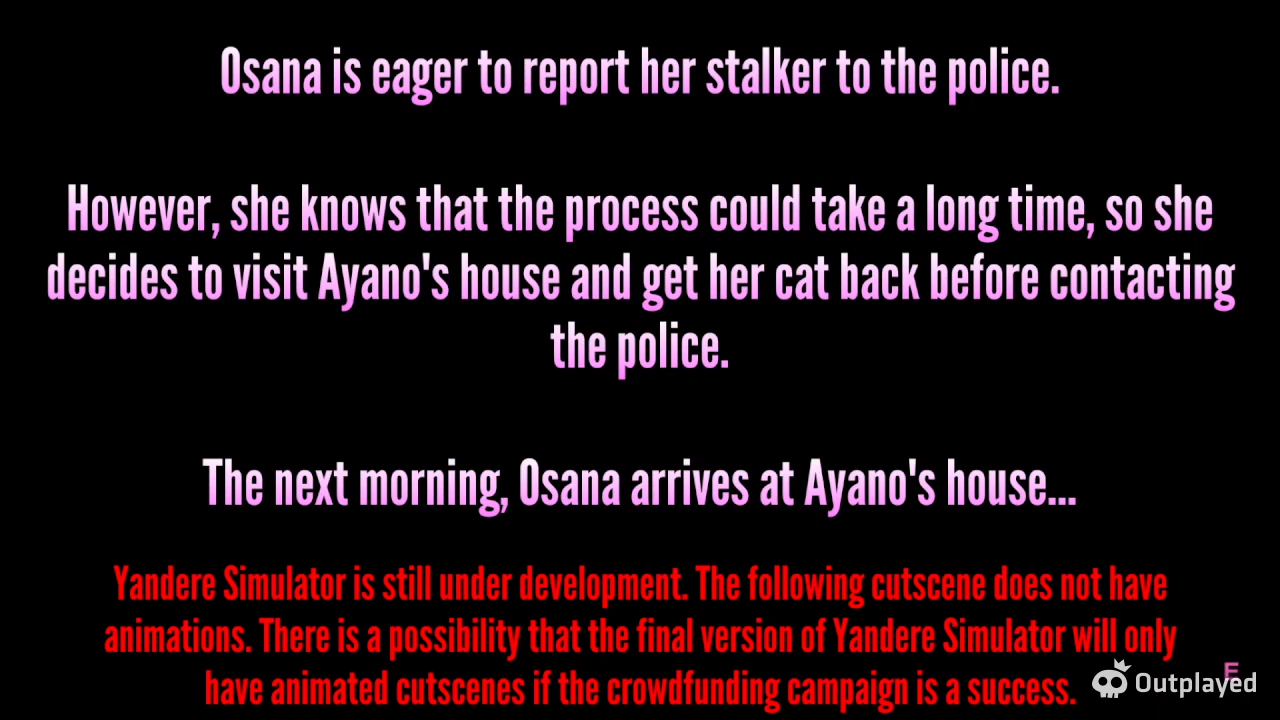 Osana is eager to report her stalker to the police.
However, she knows that the process could take a long time, so she
decides to visit Ayano's house and get her cat back before contacting
the police.
The next morning, Osana arrives at Ayano's house...
Yandere Simulator is still under development. The following cutscene does not have
animations. There is a possibility that the final version of Yandere Simulator will only
have animated cutscenes if the crowdfunding campaign is a success.
E
Outplayed